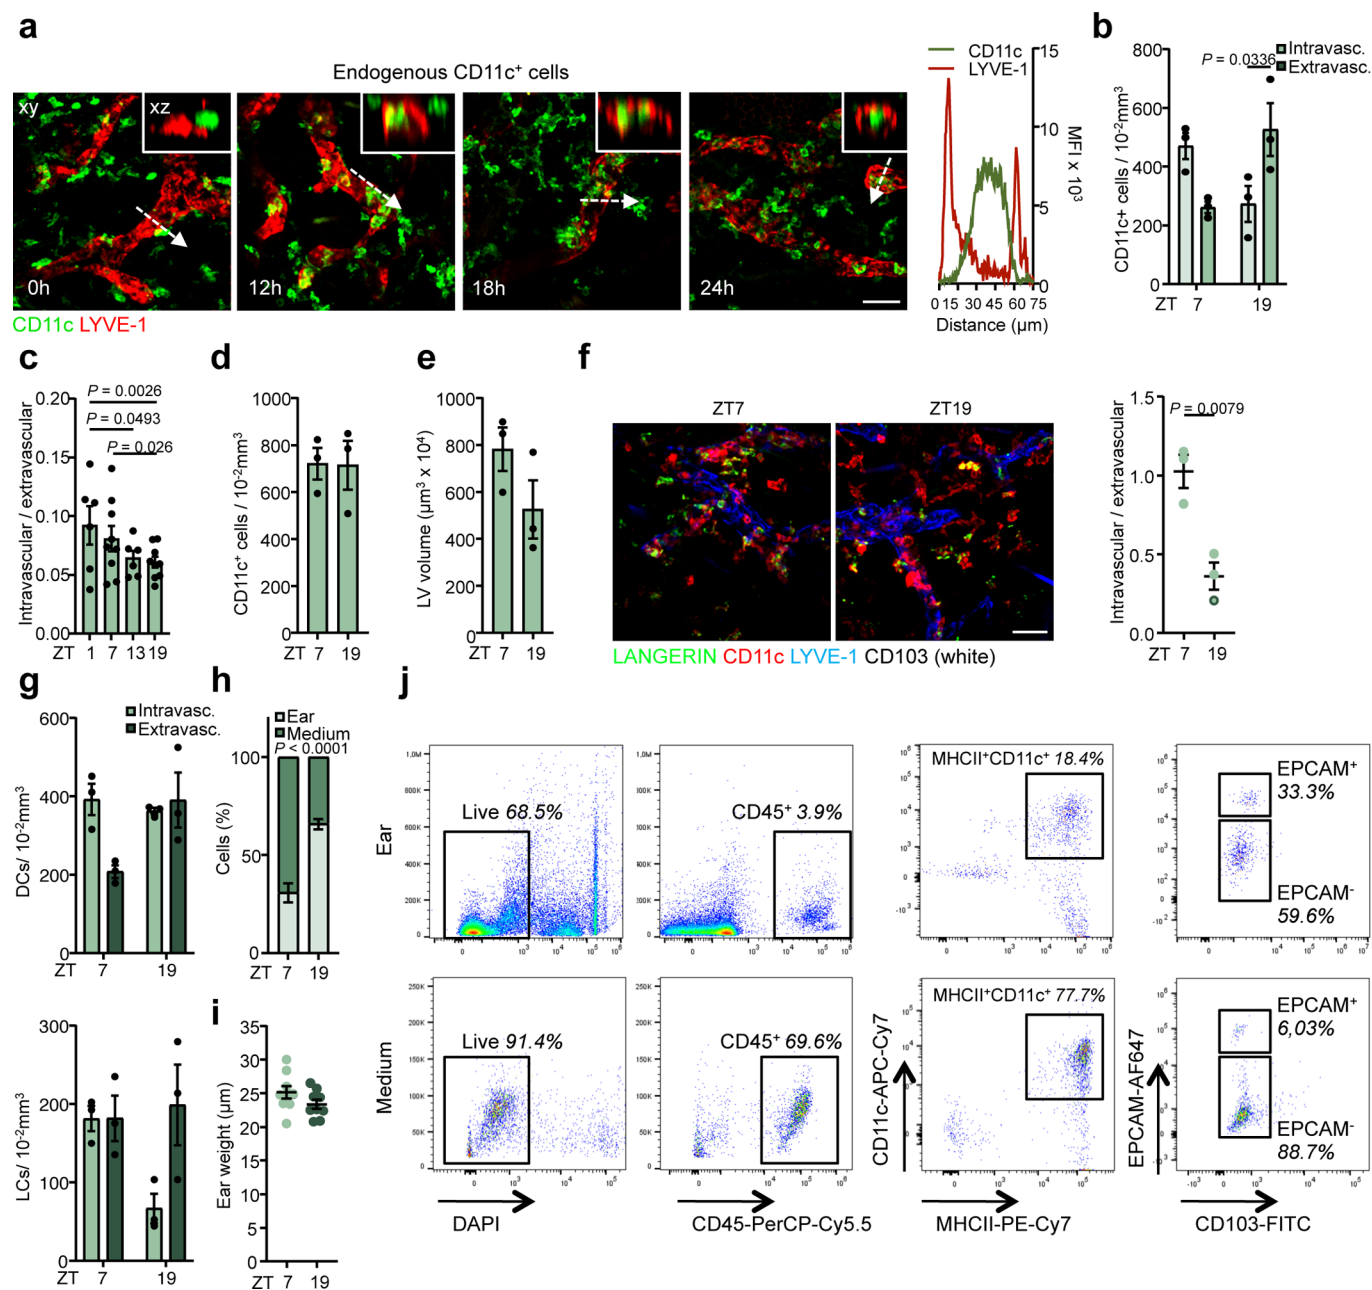 a
Endogenous CD11c⁺ cells
xy
xz
0h
12h
18h
24h
CD11c LYVE-1
CD11c
LYVE-1
15
10
5
0
MFI x 10³
0 15 30 45 60 75
Distance (µm)
b
Intravasc.
Extravasc.
P = 0.0336
800
600
400
200
0
CD11c+ cells / 10⁻²mm³
ZT 7 19
c
P = 0.0026
P = 0.0493
P = 0.026
0.20
0.15
0.10
0.05
0.00
Intravascular / extravascular
ZT 1 7 13 19
d
1000
800
600
400
200
0
CD11c⁺ cells / 10⁻²mm³
ZT 7 19
e
1000
800
600
400
200
0
LV volume (µm³ x 10⁴)
ZT 7 19
f
ZT7
ZT19
LANGERIN CD11c LYVE-1 CD103 (white)
1.5
1.0
0.5
0.0
P = 0.0079
Intravascular / extravascular
ZT 7 19
g
Intravasc.
Extravasc.
600
400
200
0
DCs/ 10⁻²mm³
ZT 7 19
300
200
100
0
LCs/ 10⁻²mm³
ZT 7 19
h
Ear
Medium
P < 0.0001
100
50
0
Cells (%)
ZT 7 19
i
35
30
25
20
15
10
5
0
Ear weight (µm)
ZT 7 19
j
Ear
Live 68.5%
CD45⁺ 3.9%
MHCII⁺CD11c⁺ 18.4%
EPCAM⁺
33.3%
EPCAM⁻
59.6%
Medium
Live 91.4%
CD45⁺ 69.6%
MHCII⁺CD11c⁺ 77.7%
EPCAM⁺
6,03%
EPCAM⁻
88.7%
CD11c-APC-Cy7
EPCAM-AF647
DAPI
CD45-PerCP-Cy5.5
MHCII-PE-Cy7
CD103-FITC